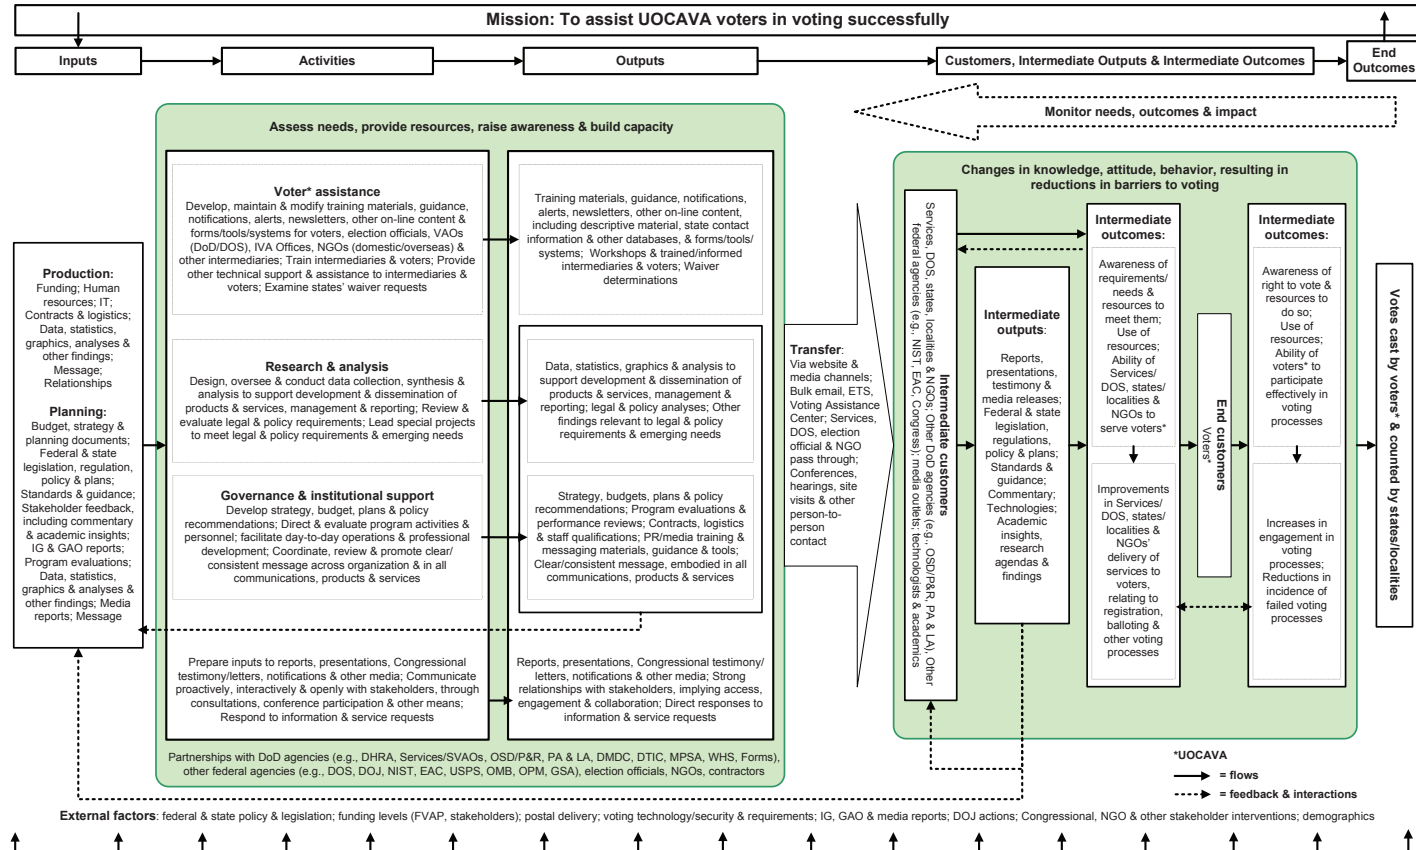 Mission: To assist UOCAVA voters in voting successfully
Inputs
Activities
Outputs
Customers, Intermediate Outputs & Intermediate Outcomes
End
Outcomes
Monitor needs, outcomes & impact
Assess needs, provide resources, raise awareness & build capacity
Production:
Funding; Human
resources; IT;
Contracts & logistics;
Data, statistics,
graphics, analyses &
other findings;
Message;
Relationships
Planning:
Budget, strategy &
planning documents;
Federal & state
legislation, regulation,
policy & plans;
Standards & guidance;
Stakeholder feedback,
including commentary
& academic insights;
IG & GAO reports;
Program evaluations;
Data, statistics,
graphics & analyses &
other findings; Media
reports; Message
Voter* assistance
Develop, maintain & modify training materials, guidance,
notifications, alerts, newsletters, other on-line content &
forms/tools/systems for voters, election officials, VAOs
(DoD/DOS), IVA Offices, NGOs (domestic/overseas) &
other intermediaries; Train intermediaries & voters; Provide
other technical support & assistance to intermediaries &
voters; Examine states’ waiver requests
Research & analysis
Design, oversee & conduct data collection, synthesis &
analysis to support development & dissemination of
products & services, management & reporting; Review &
evaluate legal & policy requirements; Lead special projects
to meet legal & policy requirements & emerging needs
Governance & institutional support
Develop strategy, budget, plans & policy
recommendations; Direct & evaluate program activities &
personnel; facilitate day-to-day operations & professional
development; Coordinate, review & promote clear/
consistent message across organization & in all
communications, products & services
Prepare inputs to reports, presentations, Congressional
testimony/letters, notifications & other media; Communicate
proactively, interactively & openly with stakeholders, through
consultations, conference participation & other means;
Respond to information & service requests
Training materials, guidance, notifications,
alerts, newsletters, other on-line content,
including descriptive material, state contact
information & other databases, & forms/tools/
systems; Workshops & trained/informed
intermediaries & voters; Waiver
determinations
Data, statistics, graphics & analysis to
support development & dissemination of
products & services, management &
reporting; legal & policy analyses; Other
findings relevant to legal & policy
requirements & emerging needs
Strategy, budgets, plans & policy
recommendations; Program evaluations &
performance reviews; Contracts, logistics
& staff qualifications; PR/media training &
messaging materials, guidance & tools;
Clear/consistent message, embodied in all
communications, products & services
Reports, presentations, Congressional testimony/
letters, notifications & other media; Strong
relationships with stakeholders, implying access,
engagement & collaboration; Direct responses to
information & service requests
Partnerships with DoD agencies (e.g., DHRA, Services/SVAOs, OSD/P&R, PA & LA, DMDC, DTIC, MPSA, WHS, Forms),
other federal agencies (e.g., DOS, DOJ, NIST, EAC, USPS, OMB, OPM, GSA), election officials, NGOs, contractors
Transfer:
Via website &
media channels;
Bulk email, ETS,
Voting Assistance
Center; Services,
DOS, election
official & NGO
pass through;
Conferences,
hearings, site
visits & other
person-to-
person
contact
Changes in knowledge, attitude, behavior, resulting in
reductions in barriers to voting
Intermediate customers
Services, DOS, states, localities & NGOs; Other DoD agencies (e.g., OSD/P&R, PA & LA), Other
federal agencies (e.g., NIST, EAC, Congress); media outlets; technologists & academics
Intermediate
outputs:
Reports,
presentations,
testimony &
media releases;
Federal & state
legislation,
regulations,
policy & plans;
Standards &
guidance;
Commentary;
Technologies;
Academic
insights,
research
agendas &
findings
Intermediate
outcomes:
Awareness of
requirements/
needs &
resources to
meet them;
Use of
resources;
Ability of
Services/
DOS, states/
localities &
NGOs to
serve voters*
Improvements
in Services/
DOS, states/
localities
& NGOs’
delivery of
services to
voters,
relating to
registration,
balloting &
other voting
processes
End customers
Voters*
Intermediate
outcomes:
Awareness of
right to vote &
resources to
do so;
Use of
resources;
Ability of
voters* to
participate
effectively in
voting
processes
Increases in
engagement in
voting
processes;
Reductions in
incidence of
failed voting
processes
Votes cast by voters* & counted by states/localities
*UOCAVA
= flows
= feedback & interactions
External factors: federal & state policy & legislation; funding levels (FVAP, stakeholders); postal delivery; voting technology/security & requirements; IG, GAO & media reports; DOJ actions; Congressional, NGO & other stakeholder interventions; demographics